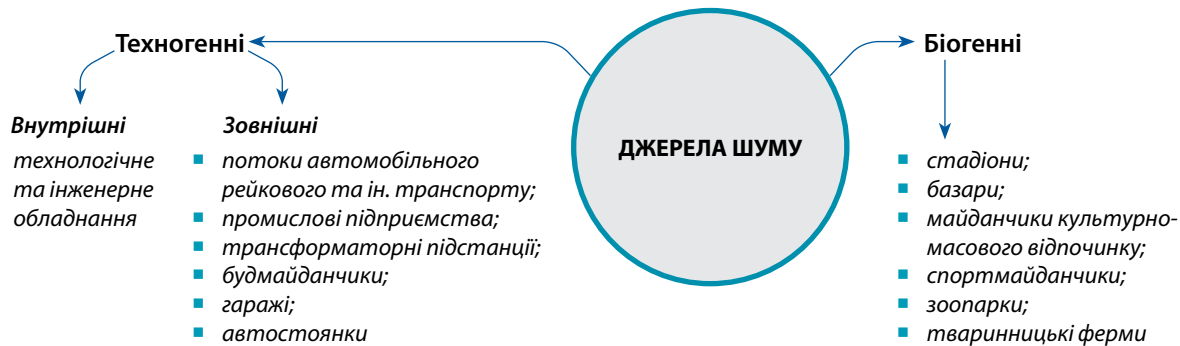 ДЖЕРЕЛА ШУМУ
Техногенні
Внутрішні
технологічне
та інженерне
обладнання
Зовнішні
потоки автомобільного
рейкового та ін. транспорту;
промислові підприємства;
трансформаторні підстанції;
будмайданчики;
гаражі;
автостоянки
Біогенні
стадіони;
базари;
майданчики культурно-
масового відпочинку;
спортмайданчики;
зоопарки;
тваринницькі ферми